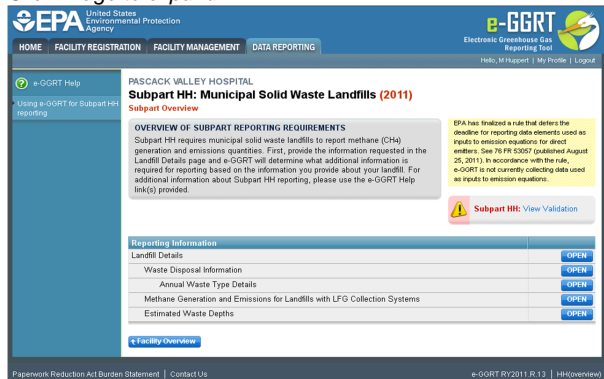 EPA United States
Environmental Protection
Agency
e-GGRT
Electronic Greenhouse Gas
Reporting Tool
HOME FACILITY REGISTRATION FACILITY MANAGEMENT DATA REPORTING
Hello, M Huppert | My Profile | Logout
e-GGRT Help
Using e-GGRT for Subpart HH
reporting
PASCACK VALLEY HOSPITAL
Subpart HH: Municipal Solid Waste Landfills (2011)
Subpart Overview
OVERVIEW OF SUBPART REPORTING REQUIREMENTS
Subpart HH requires municipal solid waste landfills to report methane (CH4)
generation and emissions quantities. First, provide the information requested in the
Landfill Details page and e-GGRT will determine what additional information is
required for reporting based on the information you provide about your landfill. For
additional information about Subpart HH reporting, please use the e-GGRT Help
link(s) provided.
EPA has finalized a rule that defers the
deadline for reporting data elements used as
inputs to emission equations for direct
emitters. See 76 FR 53057 (published August
25, 2011). In accordance with the rule,
e-GGRT is not currently collecting data used
as inputs to emission equations.
Subpart HH: View Validation
Reporting Information
Landfill Details OPEN
Waste Disposal Information OPEN
Annual Waste Type Details OPEN
Methane Generation and Emissions for Landfills with LFG Collection Systems OPEN
Estimated Waste Depths OPEN
Facility Overview
Paperwork Reduction Act Burden Statement | Contact Us
e-GGRT RY2011.R.13 | HH(overview)